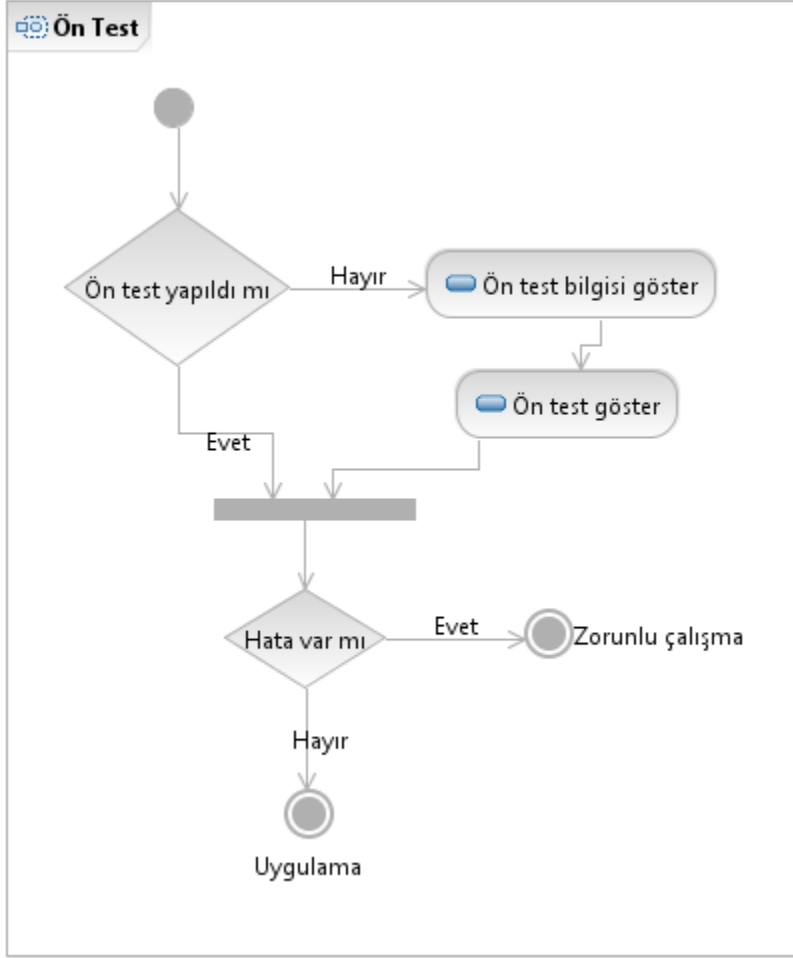 Ön Test
Ön test yapıldı mı
Hayır
Ön test bilgisi göster
Ön test göster
Evet
Hata var mı
Evet
Zorunlu çalışma
Hayır
Uygulama